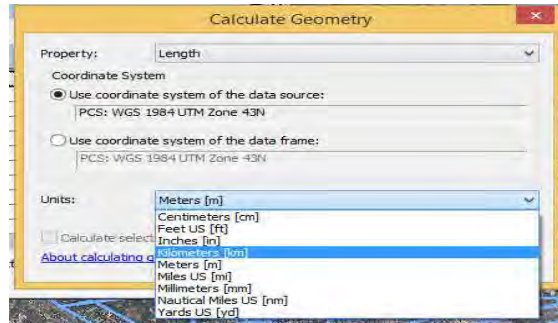 Calculate Geometry
Property: Length
Coordinate System
Use coordinate system of the data source:
PCS: WGS 1984 UTM Zone 43N
Use coordinate system of the data frame:
PCS: WGS 1984 UTM Zone 43N
Units: Meters [m]
Centimeters [cm]
Feet US [ft]
Inches [in]
Kilometers [km]
Meters [m]
Miles US [mi]
Millimeters [mm]
Nautical Miles US [nm]
Yards US [yd]
Calculate
About calculating